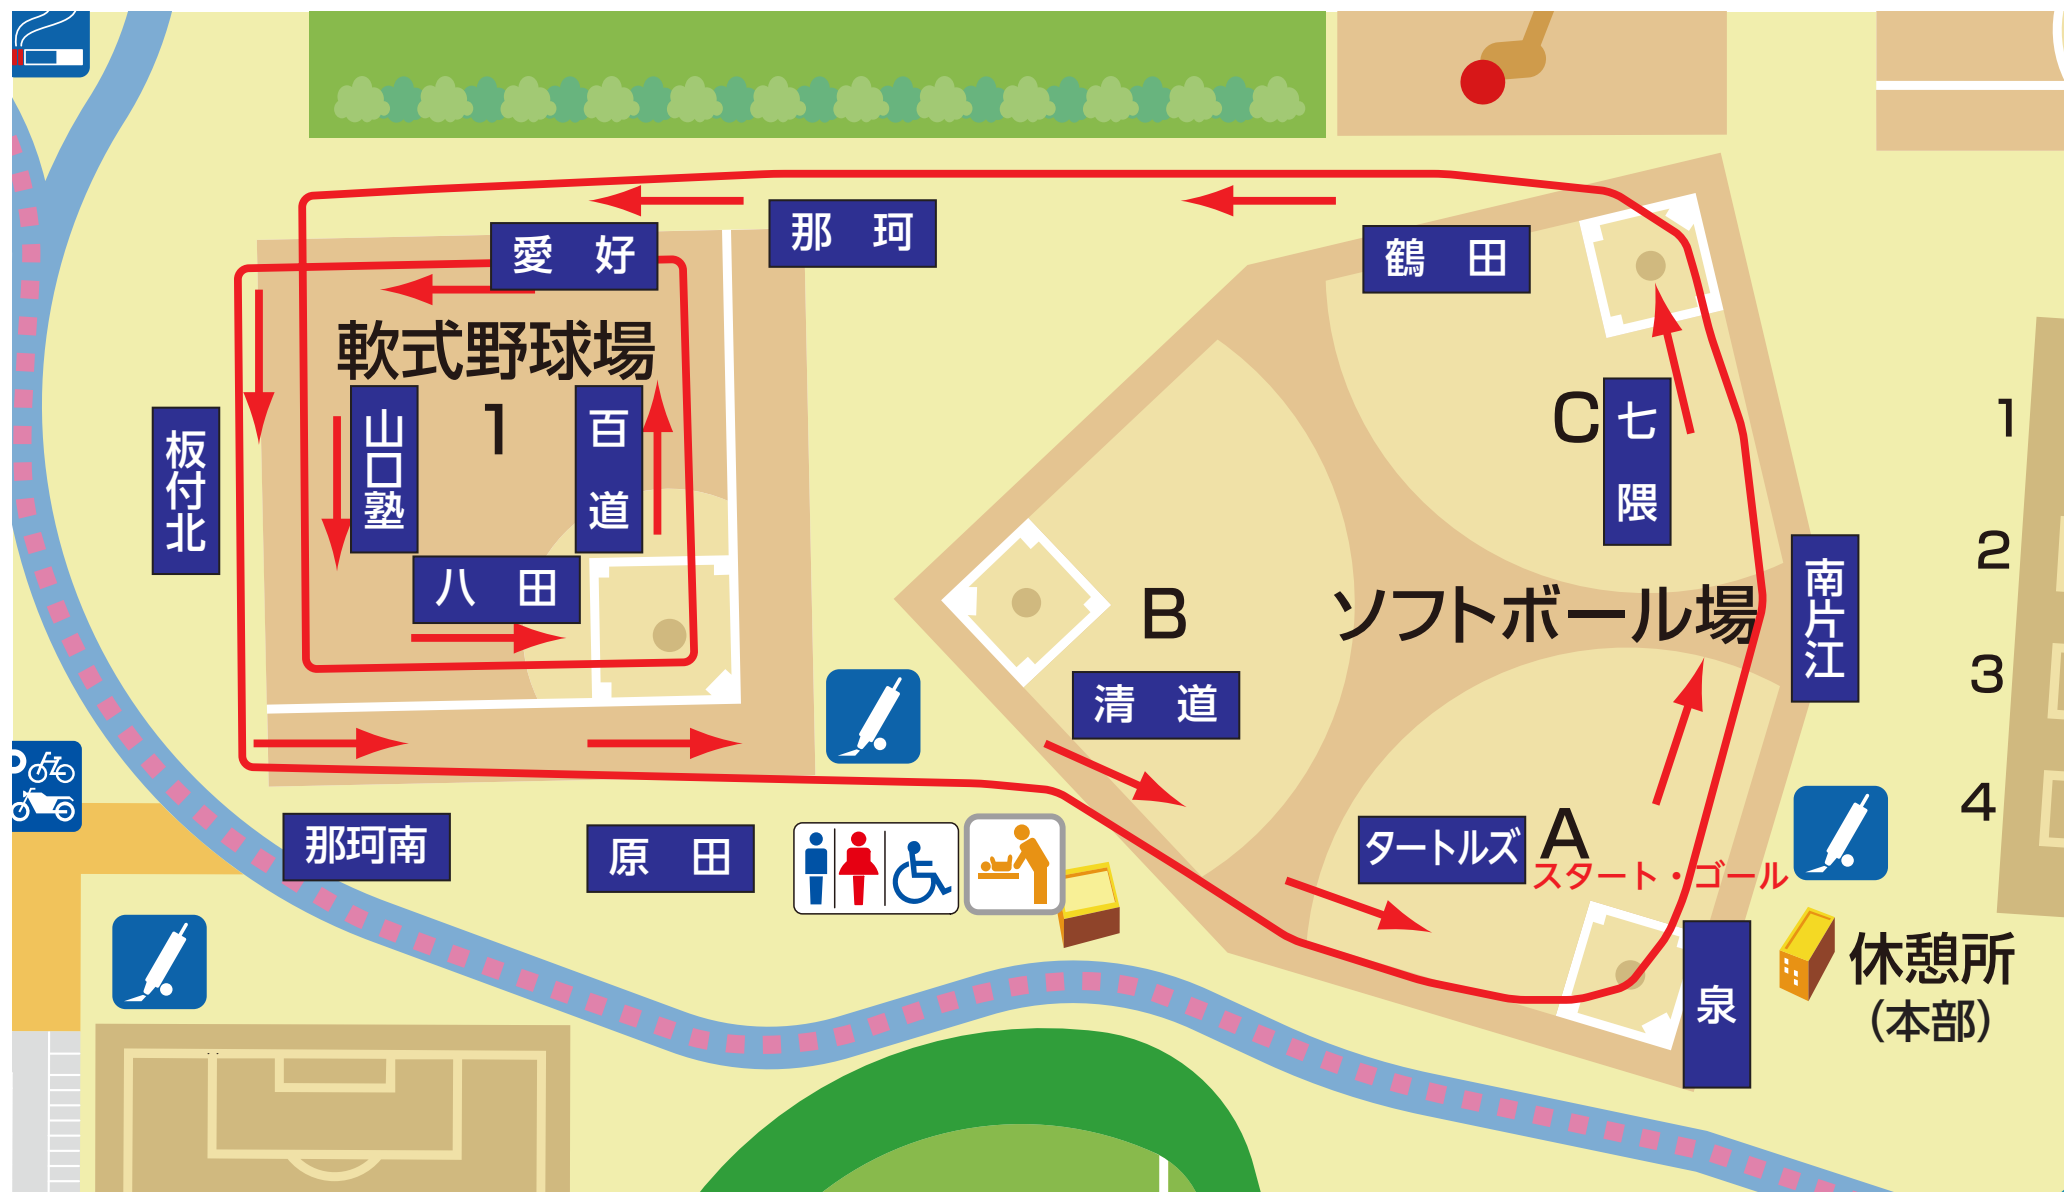 那　珂
愛　好
鶴　田
軟式野球場
1
山口塾
百　道
板付北
八　田
C
七　隈
1
2
3
4
B
ソフトボール場
南片江
清　道
那珂南
原　田
タートルズ
A
スタート・ゴール
泉
休憩所
（本部）